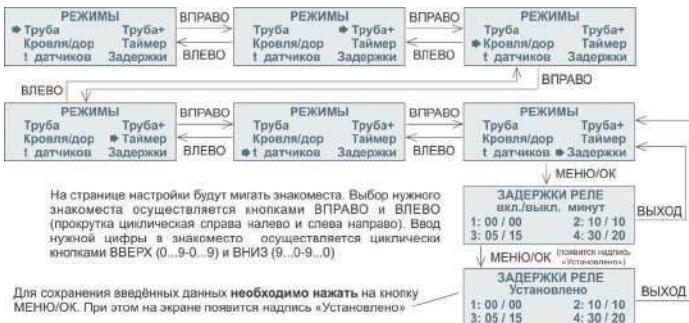 РЕЖИМЫ
Труба Труба+
Кровля/дор Таймер
t датчиков Задержки
ВПРАВО
ВЛЕВО
РЕЖИМЫ
Труба Труба+
Кровля/дор Таймер
t датчиков Задержки
ВПРАВО
ВЛЕВО
РЕЖИМЫ
Труба Труба+
Кровля/дор Таймер
t датчиков Задержки
ВЛЕВО
ВПРАВО
РЕЖИМЫ
Труба Труба+
Кровля/дор Таймер
t датчиков Задержки
ВПРАВО
ВЛЕВО
РЕЖИМЫ
Труба Труба+
Кровля/дор Таймер
t датчиков Задержки
ВПРАВО
ВЛЕВО
РЕЖИМЫ
Труба Труба+
Кровля/дор Таймер
t датчиков Задержки
МЕНЮ/ОК
На странице настройки будут мигать знакоместа. Выбор нужного
знакоместа осуществляется кнопками ВПРАВО и ВЛЕВО
(прокрутка циклическая справа налево и слева направо). Ввод
нужной цифры в знакоместо осуществляется циклически
кнопками ВВЕРХ (0...9-0...9) и ВНИЗ (9...0-9...0)
ЗАДЕРЖКИ РЕЛЕ
вкл./выкл. минут
1: 00 / 00 2: 10 / 10
3: 05 / 15 4: 30 / 20
ВЫХОД
МЕНЮ/ОК (появится надпись
«Установлено»)
Для сохранения введённых данных необходимо нажать на кнопку
МЕНЮ/ОК. При этом на экране появится надпись «Установлено»
ЗАДЕРЖКИ РЕЛЕ
Установлено
1: 00 / 00 2: 10 / 10
3: 05 / 15 4: 30 / 20
ВЫХОД